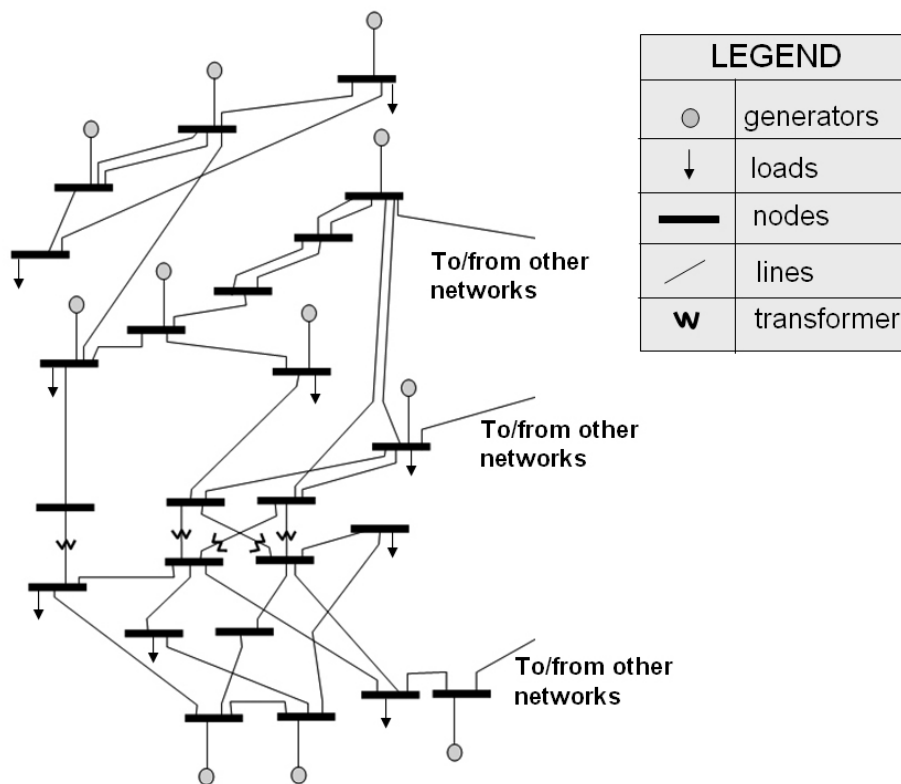 LEGEND
generators
loads
nodes
lines
transformer
To/from other
networks
To/from other
networks
To/from other
networks